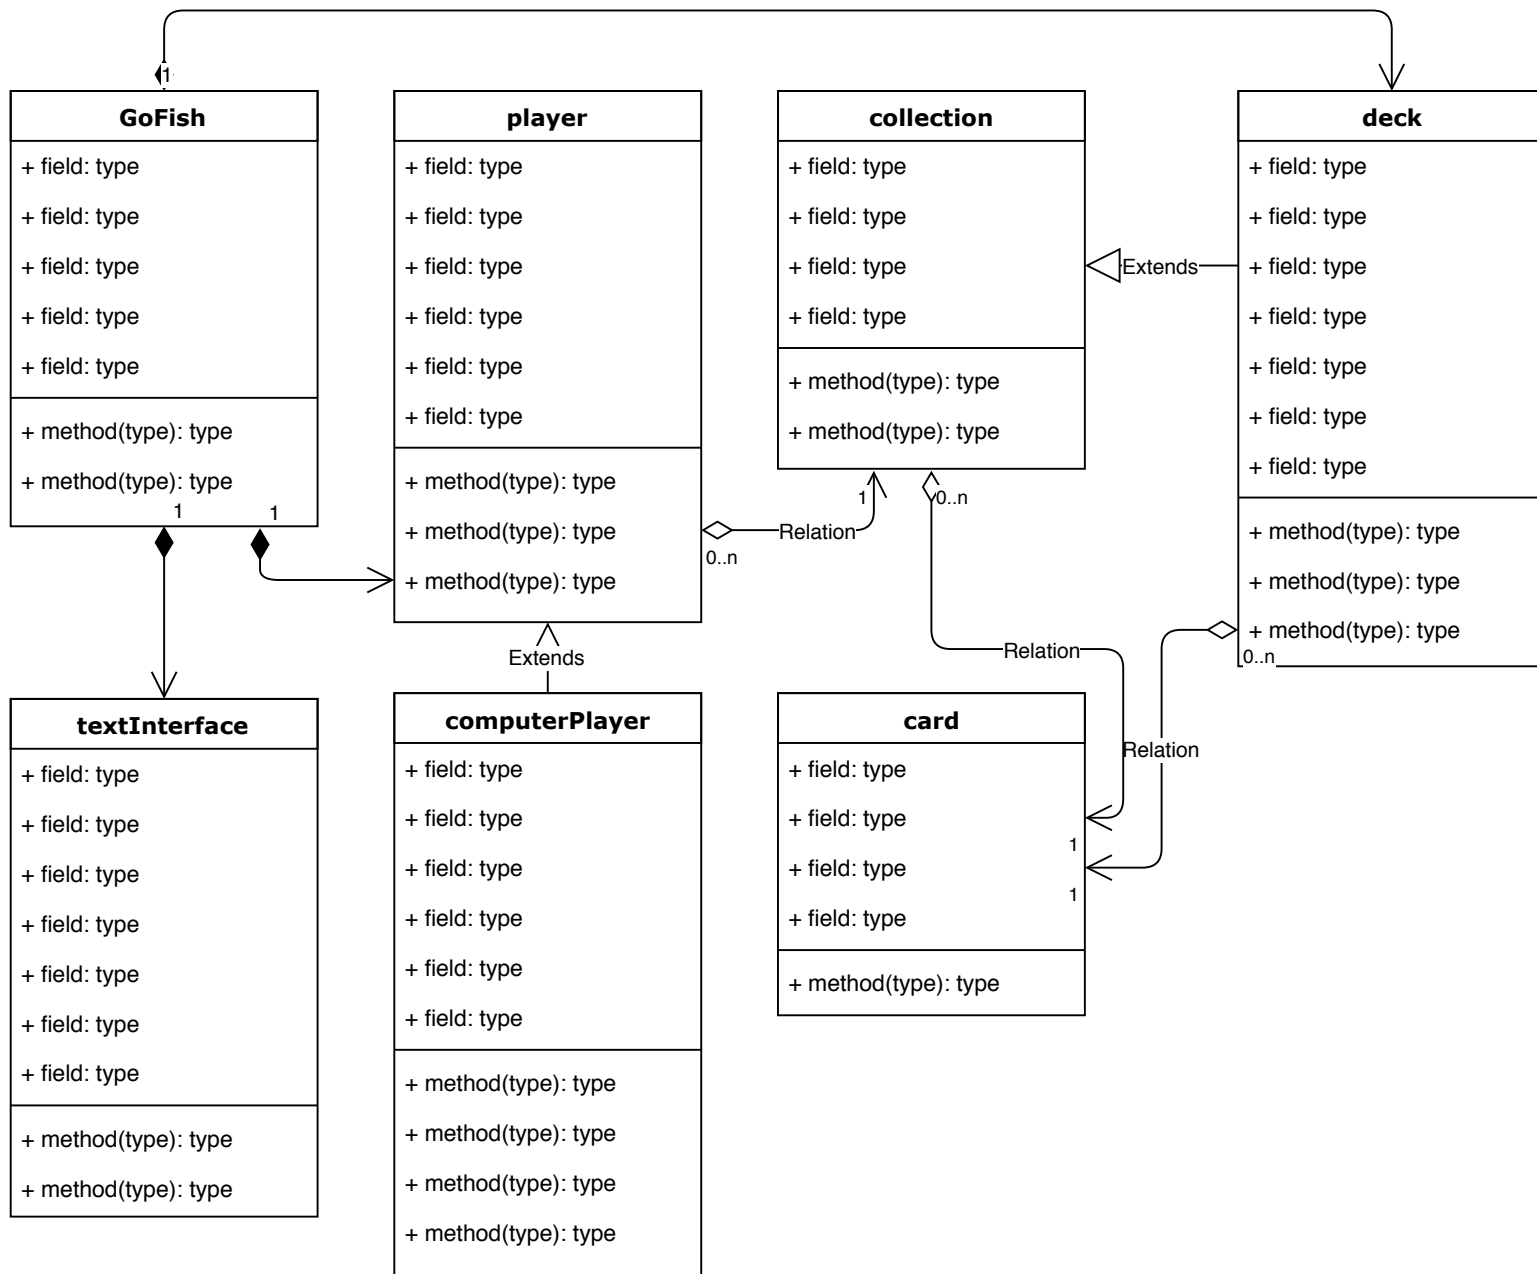 1
GoFish
+ field: type
+ field: type
+ field: type
+ field: type
+ field: type
+ method(type): type
+ method(type): type
1
1
player
+ field: type
+ field: type
+ field: type
+ field: type
+ field: type
+ field: type
+ method(type): type
+ method(type): type
+ method(type): type
0..n
Relation
1
collection
+ field: type
+ field: type
+ field: type
+ field: type
+ method(type): type
+ method(type): type
0..n
Extends
deck
+ field: type
+ field: type
+ field: type
+ field: type
+ field: type
+ field: type
+ field: type
+ method(type): type
+ method(type): type
+ method(type): type
0..n
Extends
Relation
Relation
textInterface
+ field: type
+ field: type
+ field: type
+ field: type
+ field: type
+ field: type
+ field: type
+ method(type): type
+ method(type): type
computerPlayer
+ field: type
+ field: type
+ field: type
+ field: type
+ field: type
+ field: type
+ method(type): type
+ method(type): type
+ method(type): type
+ method(type): type
card
+ field: type
+ field: type
+ field: type
+ field: type
1
1
+ method(type): type